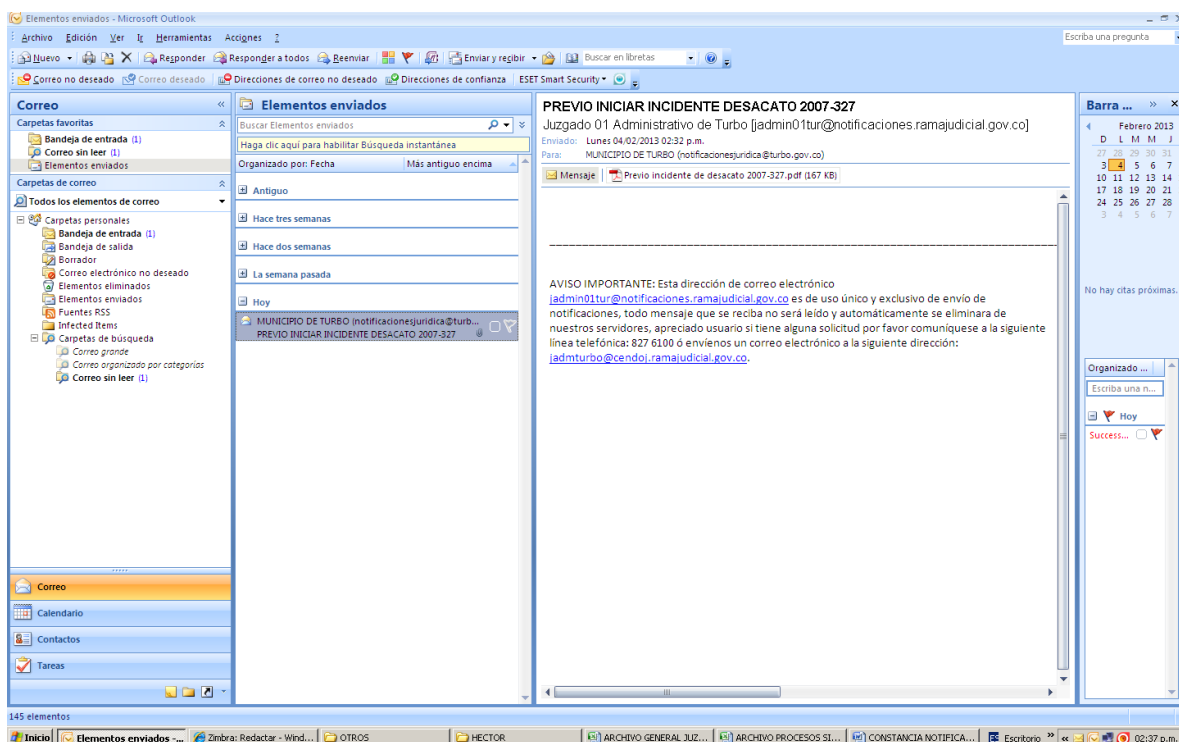 Elementos enviados - Microsoft Outlook
Archivo Edición Ver Ir Herramientas Acciones ?
Escriba una pregunta
Nuevo Responder Responder a todos Reenviar Enviar y recibir Buscar en libretas
Correo no deseado Correo deseado Direcciones de correo no deseado Direcciones de confianza ESET Smart Security
Correo
Carpetas favoritas
Bandeja de entrada (1)
Correo sin leer (1)
Elementos enviados
Carpetas de correo
Todos los elementos de correo
Carpetas personales
Bandeja de entrada (1)
Bandeja de salida
Borrador
Correo electrónico no deseado
Elementos eliminados
Elementos enviados
Fuentes RSS
Infected Items
Carpetas de búsqueda
Correo grande
Correo organizado por categorías
Correo sin leer (1)
Correo
Calendario
Contactos
Tareas
Elementos enviados
Buscar Elementos enviados
Haga clic aquí para habilitar Búsqueda instantánea
Organizado por: Fecha Más antiguo encima
Antiguo
Hace tres semanas
Hace dos semanas
La semana pasada
Hoy
MUNICIPIO DE TURBO (notificacionesjuridica@turb...
PREVIO INICIAR INCIDENTE DESACATO 2007-327
PREVIO INICIAR INCIDENTE DESACATO 2007-327
Juzgado 01 Administrativo de Turbo [jadmin01tur@notificaciones.ramajudicial.gov.co]
Enviado: Lunes 04/02/2013 02:32 p.m.
Para: MUNICIPIO DE TURBO (notificacionesjuridica@turbo.gov.co)
Mensaje Previo incidente de desacato 2007-327.pdf (167 KB)
AVISO IMPORTANTE: Esta dirección de correo electrónico
jadmin01tur@notificaciones.ramajudicial.gov.co es de uso único y exclusivo de envío de
notificaciones, todo mensaje que se reciba no será leído y automáticamente se eliminara de
nuestros servidores, apreciado usuario si tiene alguna solicitud por favor comuníquese a la siguiente
línea telefónica: 827 6100 ó envíenos un correo electrónico a la siguiente dirección:
jadmturbo@cendoj.ramajudicial.gov.co.
Barra ...
Febrero 2013
D L M M J
27 28 29 30 31
3 4 5 6 7
10 11 12 13 14
17 18 19 20 21
24 25 26 27 28
3 4 5 6 7
No hay citas próximas.
Organizado ...
Escriba una n...
Hoy
Success...
145 elementos
Inicio Elementos enviados -... Zimbra: Redactar - Wind... OTROS HECTOR ARCHIVO GENERAL JUZ... ARCHIVO PROCESOS SI... CONSTANCIA NOTIFICA... Escritorio 02:37 p.m.